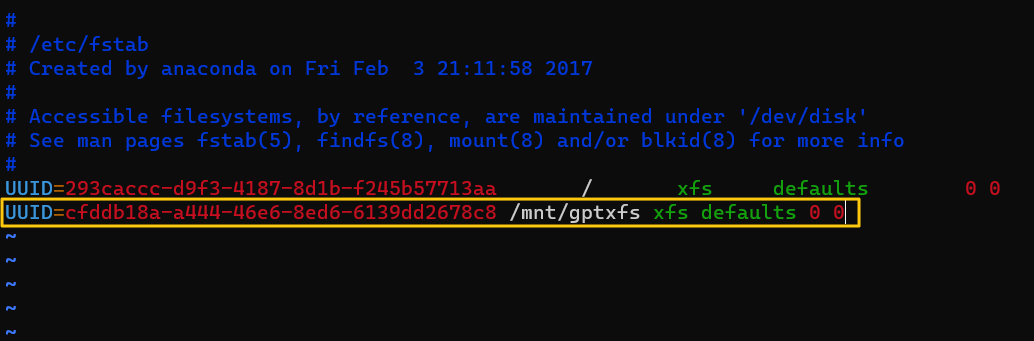 #
# /etc/fstab
# Created by anaconda on Fri Feb  3 21:11:58 2017
#
# Accessible filesystems, by reference, are maintained under '/dev/disk'
# See man pages fstab(5), findfs(8), mount(8) and/or blkid(8) for more info
#
UUID=293caccc-d9f3-4187-8d1b-f245b57713aa       /       xfs     defaults        0 0
UUID=cfddb18a-a444-46e6-8ed6-6139dd2678c8 /mnt/gptxfs xfs defaults 0 0
~
~
~
~
~